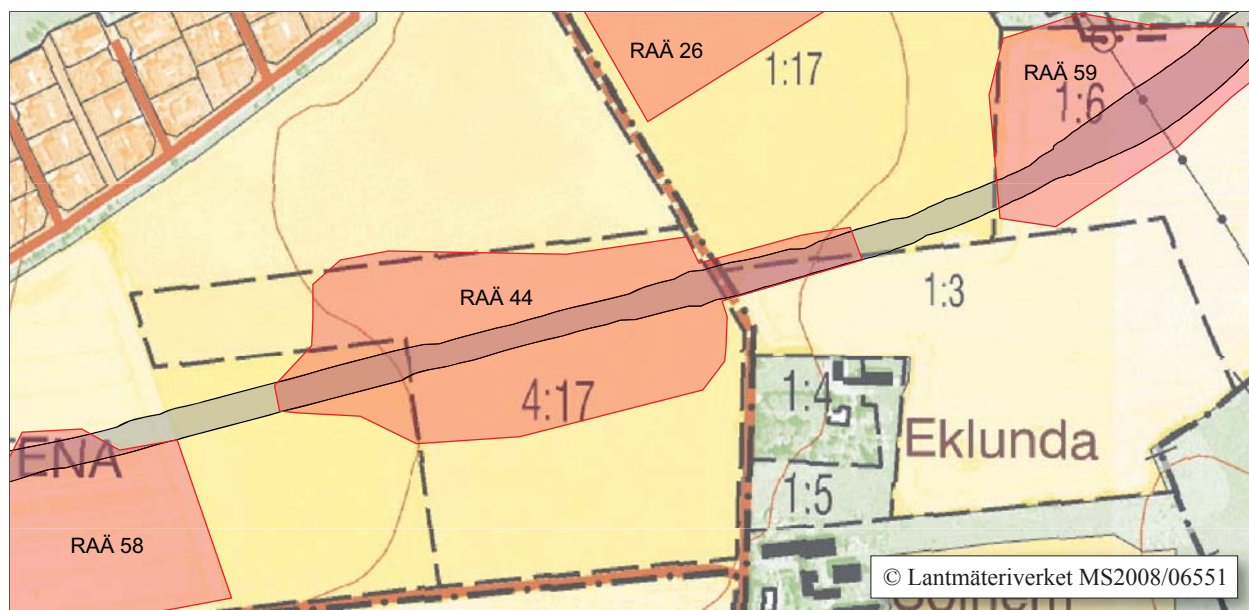 RAÄ 26
1:17
RAÄ 59
1:6
RAÄ 44
1:3
4:17
1:4
Eklunda
ENA
1:5
RAÄ 58
© Lantmäteriverket MS2008/06551